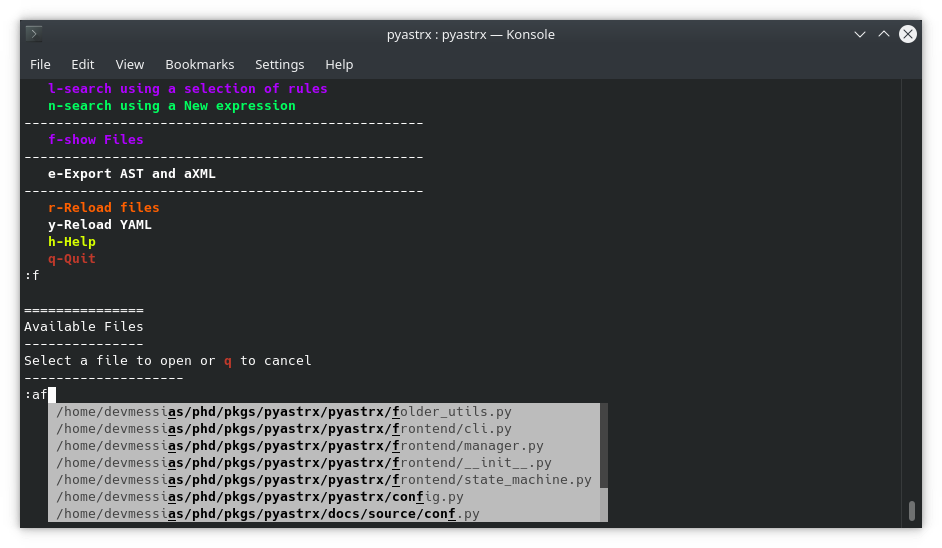 pyastrx : pyastrx — Konsole
File Edit View Bookmarks Settings Help
l-search using a selection of rules
n-search using a New expression
--------------------------------------------------
f-show Files
--------------------------------------------------
e-Export AST and aXML
--------------------------------------------------
r-Reload files
y-Reload YAML
h-Help
q-Quit
:f
===============
Available Files
---------------
Select a file to open or q to cancel
--------------------
:af
/home/devmessias/phd/pkgs/pyastrx/pyastrx/folder_utils.py
/home/devmessias/phd/pkgs/pyastrx/pyastrx/frontend/cli.py
/home/devmessias/phd/pkgs/pyastrx/pyastrx/frontend/manager.py
/home/devmessias/phd/pkgs/pyastrx/pyastrx/frontend/__init__.py
/home/devmessias/phd/pkgs/pyastrx/pyastrx/frontend/state_machine.py
/home/devmessias/phd/pkgs/pyastrx/pyastrx/config.py
/home/devmessias/phd/pkgs/pyastrx/docs/source/conf.py